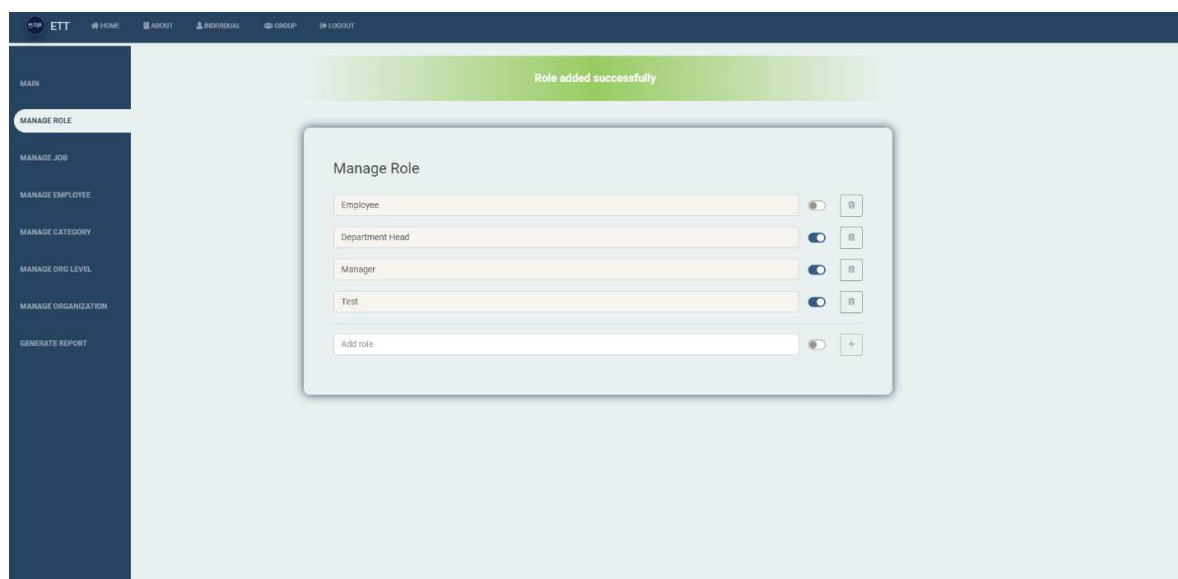 ETT HOME ABOUT INDIVIDUAL GROUP LOGOUT
Role added successfully
MAIN
MANAGE ROLE
MANAGE JOB
MANAGE EMPLOYEE
MANAGE CATEGORY
MANAGE ORG LEVEL
MANAGE ORGANIZATION
GENERATE REPORT
Manage Role
Employee
Department Head
Manager
Test
Add role